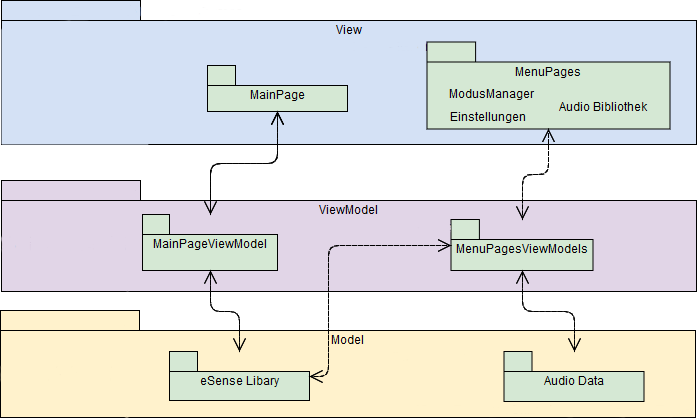 View
MainPage
MenuPages
ModusManager
Audio Bibliothek
Einstellungen
ViewModel
MainPageViewModel
MenuPagesViewModels
Model
eSense Libary
Audio Data